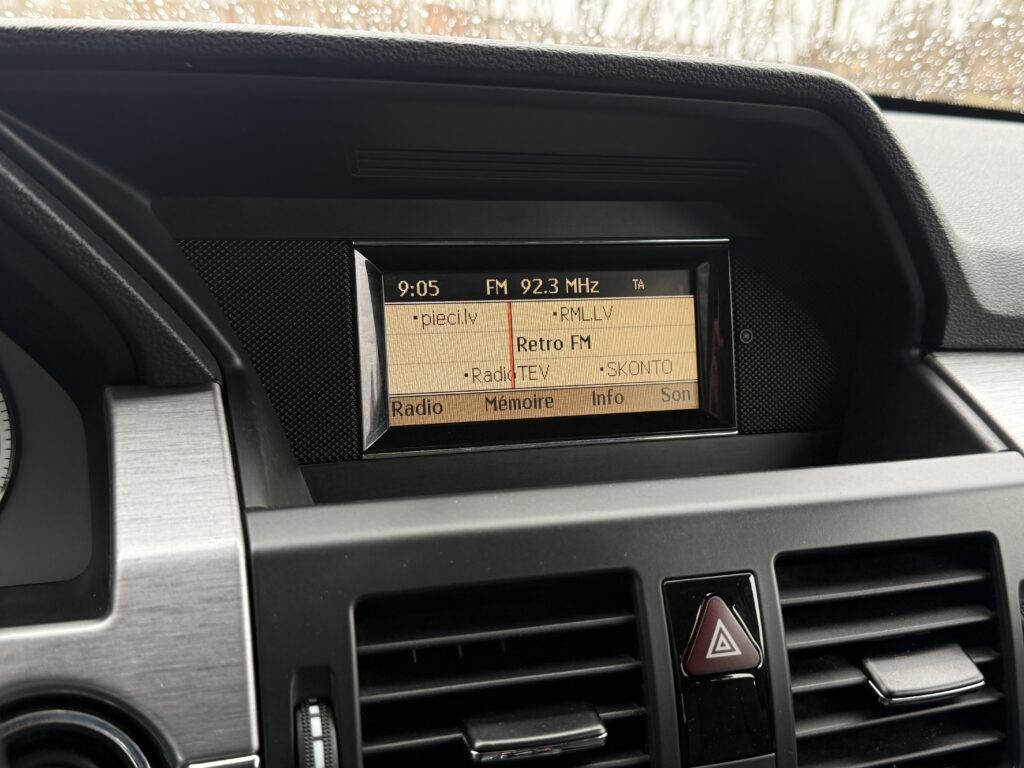 9:05 FM 92.3 MHz TA
•pieci.lv •RML.LV
Retro FM
•RadioTEV •SKONTO
Radio Mémoire Info Son